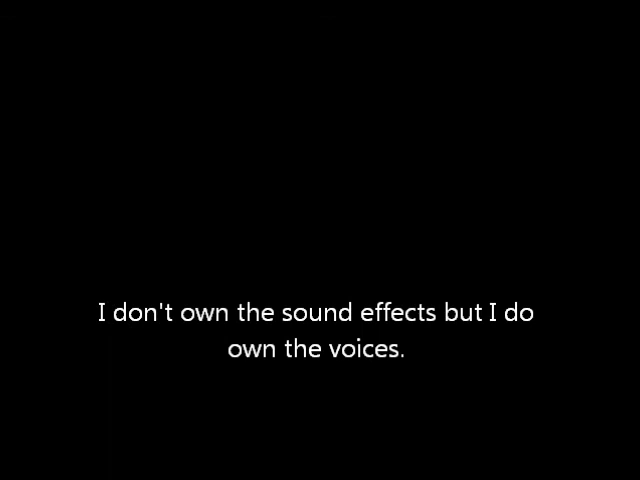 I don't own the sound effects but I do
own the voices.